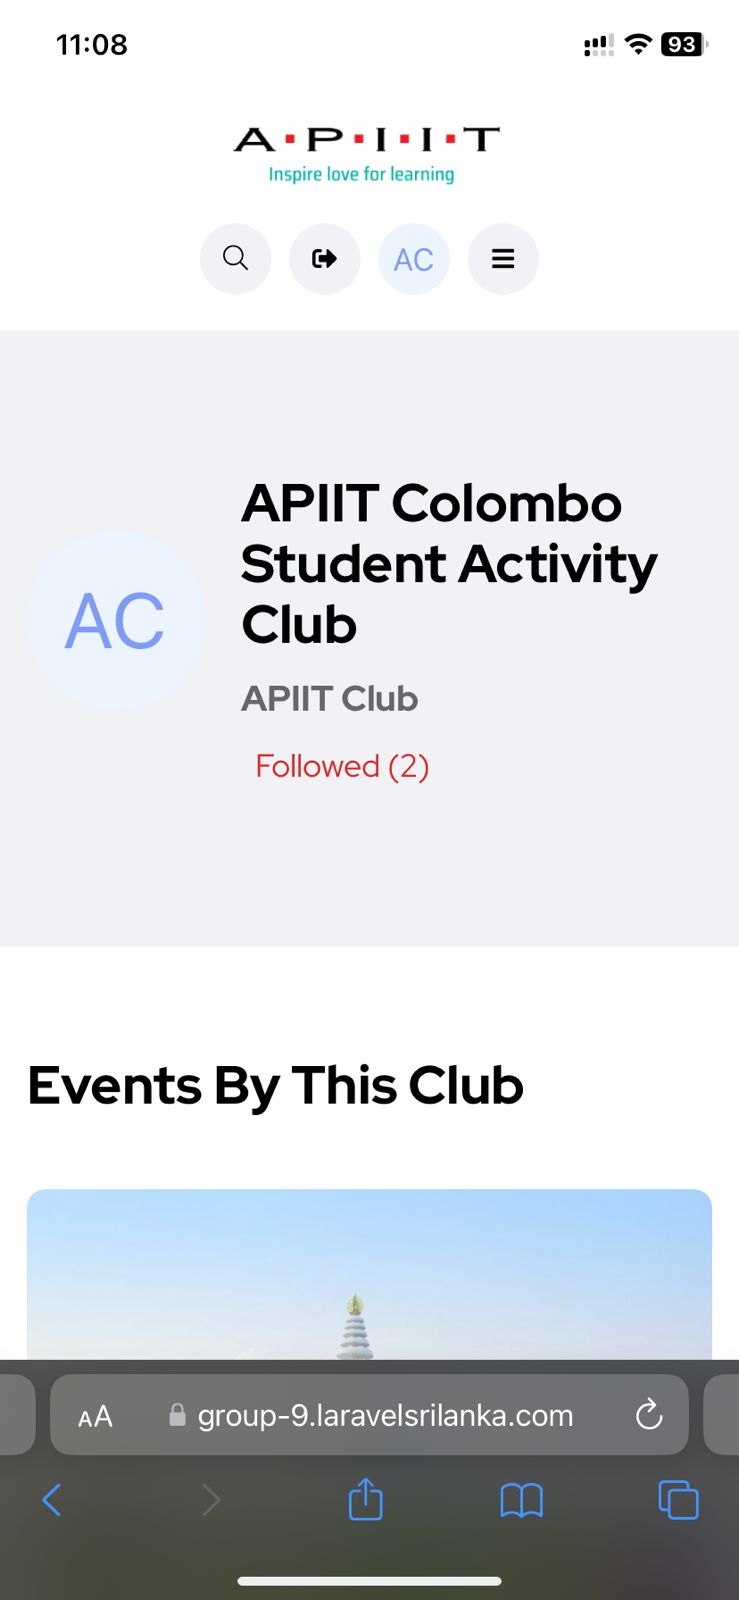 11:08
93
A·P·I·I·T
Inspire love for learning
AC
APIIT Colombo
Student Activity
Club
AC
APIIT Club
Followed (2)
Events By This Club
AA
group-9.laravelsrilanka.com